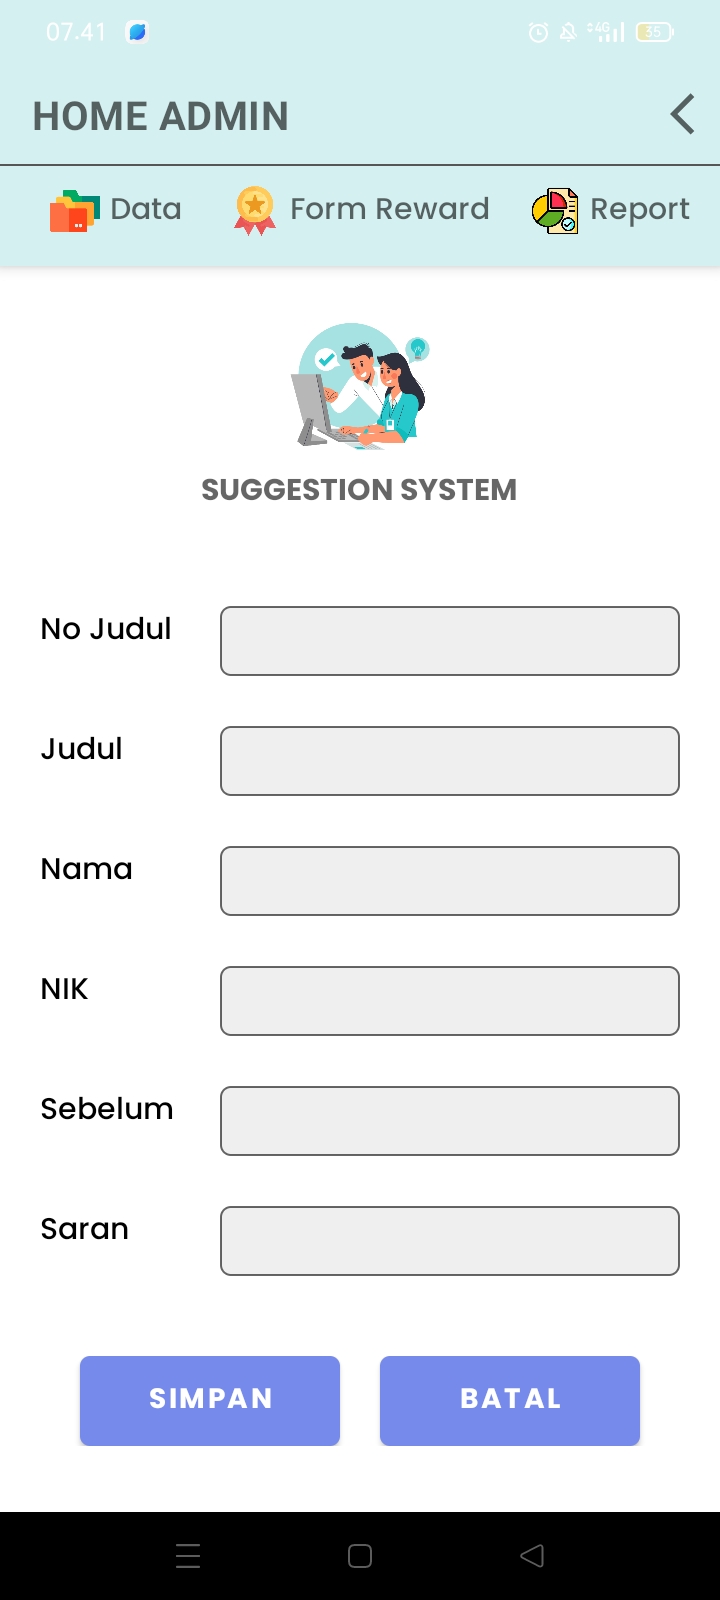 07.41 4G 35
HOME ADMIN
Data Form Reward Report
SUGGESTION SYSTEM
No Judul
Judul
Nama
NIK
Sebelum
Saran
SIMPAN BATAL